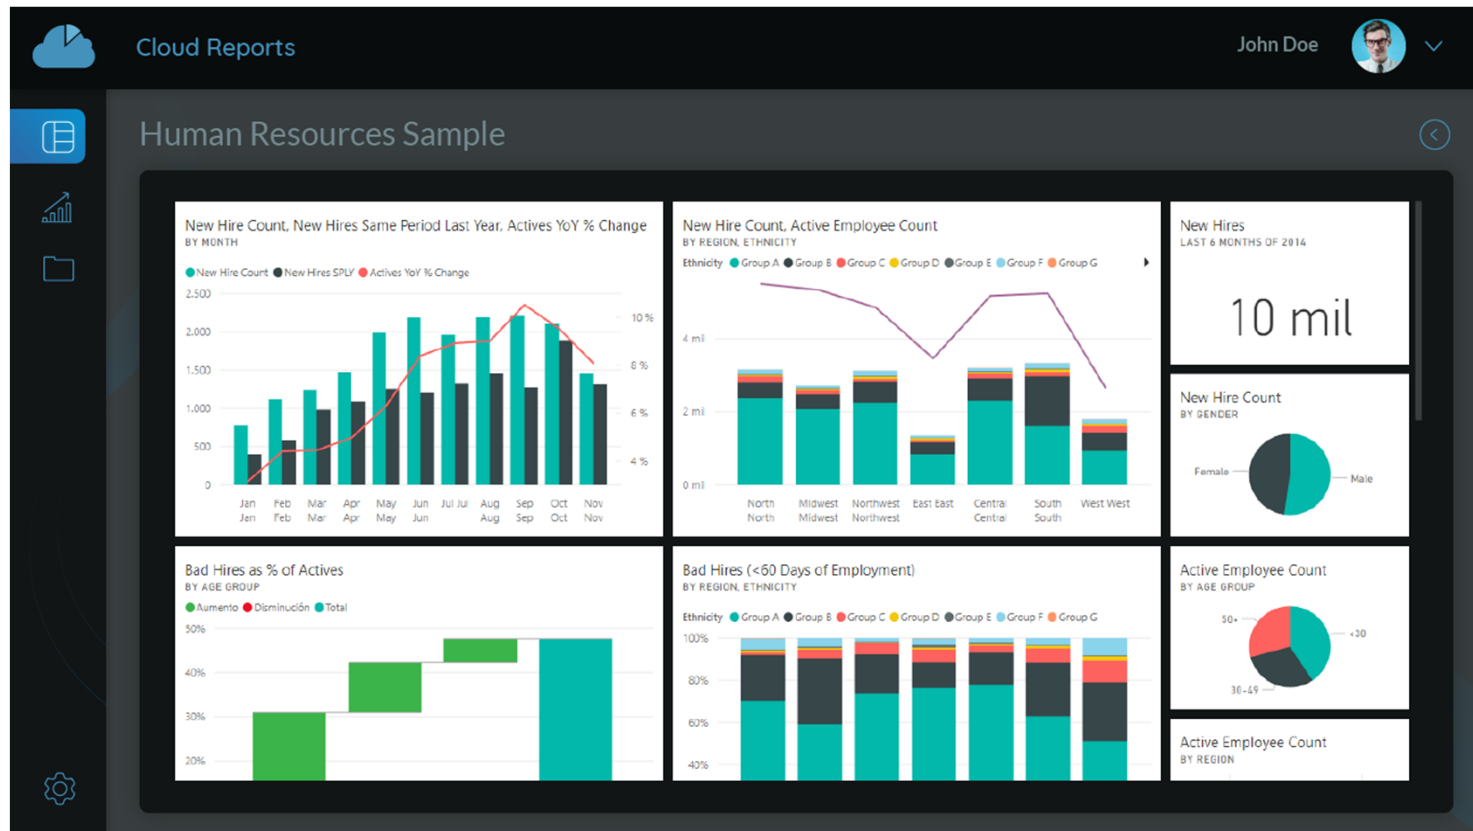 Cloud Reports
John Doe
Human Resources Sample
New Hire Count, New Hires Same Period Last Year, Actives YoY % Change
BY MONTH
New Hire Count New Hires SPLY Actives YoY % Change
2.500
2.000
1.500
1.000
500
0
10 %
8 %
6 %
4 %
Jan Feb Mar Apr May Jun Jul Jul Aug Sep Oct Nov
Jan Feb Mar Apr May Jun Aug Sep Oct Nov
New Hire Count, Active Employee Count
BY REGION, ETHNICITY
Ethnicity Group A Group B Group C Group D Group E Group F Group G
4 mil
2 mil
0 mil
North Midwest Northwest East East Central South West West
North Midwest Northwest Central South
New Hires
LAST 6 MONTHS OF 2014
10 mil
New Hire Count
BY GENDER
Female
Male
Bad Hires as % of Actives
BY AGE GROUP
Aumento Disminución Total
50%
40%
30%
20%
Bad Hires (<60 Days of Employment)
BY REGION, ETHNICITY
Ethnicity Group A Group B Group C Group D Group E Group F Group G
100%
80%
60%
40%
Active Employee Count
BY AGE GROUP
50+
<30
30-49
Active Employee Count
BY REGION